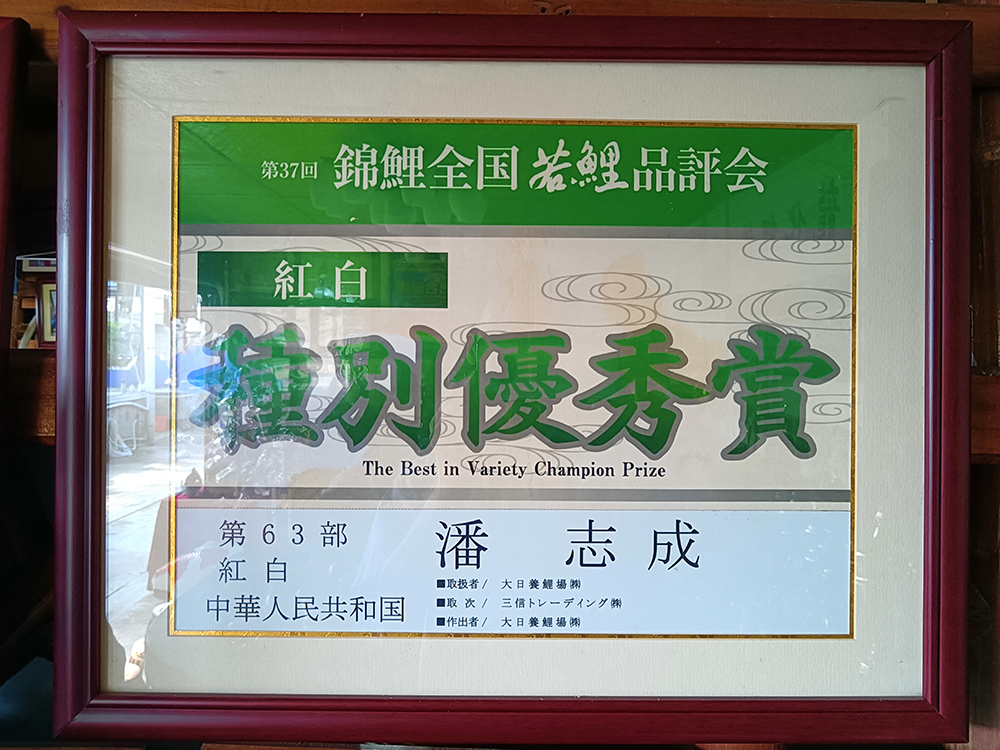 第37回 錦鯉全国若鯉品評会
紅白
種別優秀賞
The Best in Variety Champion Prize
第63部
紅白
中華人民共和国
潘 志 成
■取扱者/ 大日養鯉場㈱
■取 次/ 三信トレーディング㈱
■作出者/ 大日養鯉場㈱